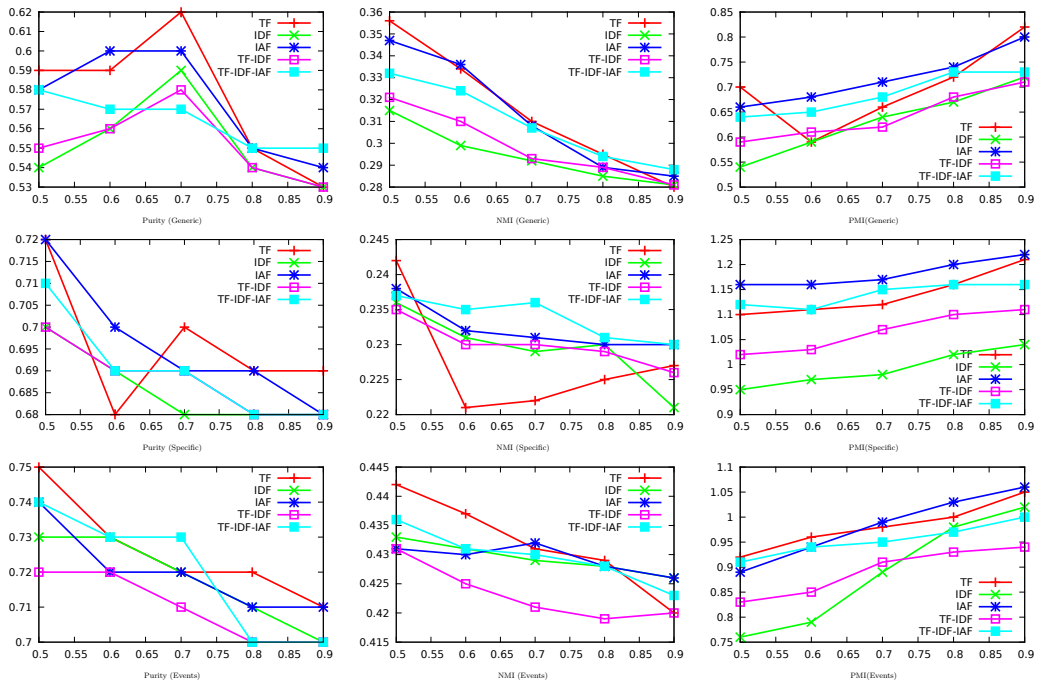 0.62
0.61
0.6
0.59
0.58
0.57
0.56
0.55
0.54
0.53
0.5 0.55 0.6 0.65 0.7 0.75 0.8 0.85 0.9
TF
IDF
IAF
TF-IDF
TF-IDF-IAF
Purity (Generic)
0.36
0.35
0.34
0.33
0.32
0.31
0.3
0.29
0.28
0.5 0.55 0.6 0.65 0.7 0.75 0.8 0.85 0.9
TF
IDF
IAF
TF-IDF
TF-IDF-IAF
NMI (Generic)
0.85
0.8
0.75
0.7
0.65
0.6
0.55
0.5
0.5 0.55 0.6 0.65 0.7 0.75 0.8 0.85 0.9
TF
IDF
IAF
TF-IDF
TF-IDF-IAF
PMI(Generic)
0.72
0.715
0.71
0.705
0.7
0.695
0.69
0.685
0.68
0.5 0.55 0.6 0.65 0.7 0.75 0.8 0.85 0.9
TF
IDF
IAF
TF-IDF
TF-IDF-IAF
Purity (Specific)
0.245
0.24
0.235
0.23
0.225
0.22
0.5 0.55 0.6 0.65 0.7 0.75 0.8 0.85 0.9
TF
IDF
IAF
TF-IDF
TF-IDF-IAF
NMI (Specific)
1.25
1.2
1.15
1.1
1.05
1
0.95
0.9
0.5 0.55 0.6 0.65 0.7 0.75 0.8 0.85 0.9
TF
IDF
IAF
TF-IDF
TF-IDF-IAF
PMI(Specific)
0.75
0.74
0.73
0.72
0.71
0.7
0.5 0.55 0.6 0.65 0.7 0.75 0.8 0.85 0.9
TF
IDF
IAF
TF-IDF
TF-IDF-IAF
Purity (Events)
0.445
0.44
0.435
0.43
0.425
0.42
0.415
0.5 0.55 0.6 0.65 0.7 0.75 0.8 0.85 0.9
TF
IDF
IAF
TF-IDF
TF-IDF-IAF
NMI (Events)
1.1
1.05
1
0.95
0.9
0.85
0.8
0.75
0.5 0.55 0.6 0.65 0.7 0.75 0.8 0.85 0.9
TF
IDF
IAF
TF-IDF
TF-IDF-IAF
PMI(Events)